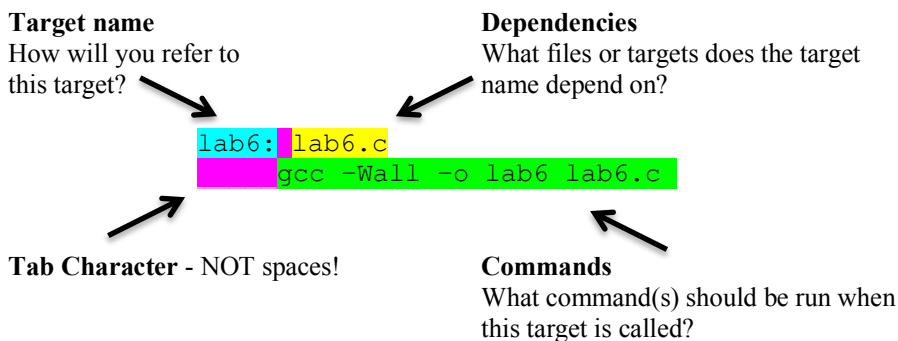 Target name
How will you refer to
this target?
Dependencies
What files or targets does the target
name depend on?
lab6: lab6.c
gcc –Wall –o lab6 lab6.c
Tab Character - NOT spaces!
Commands
What command(s) should be run when
this target is called?